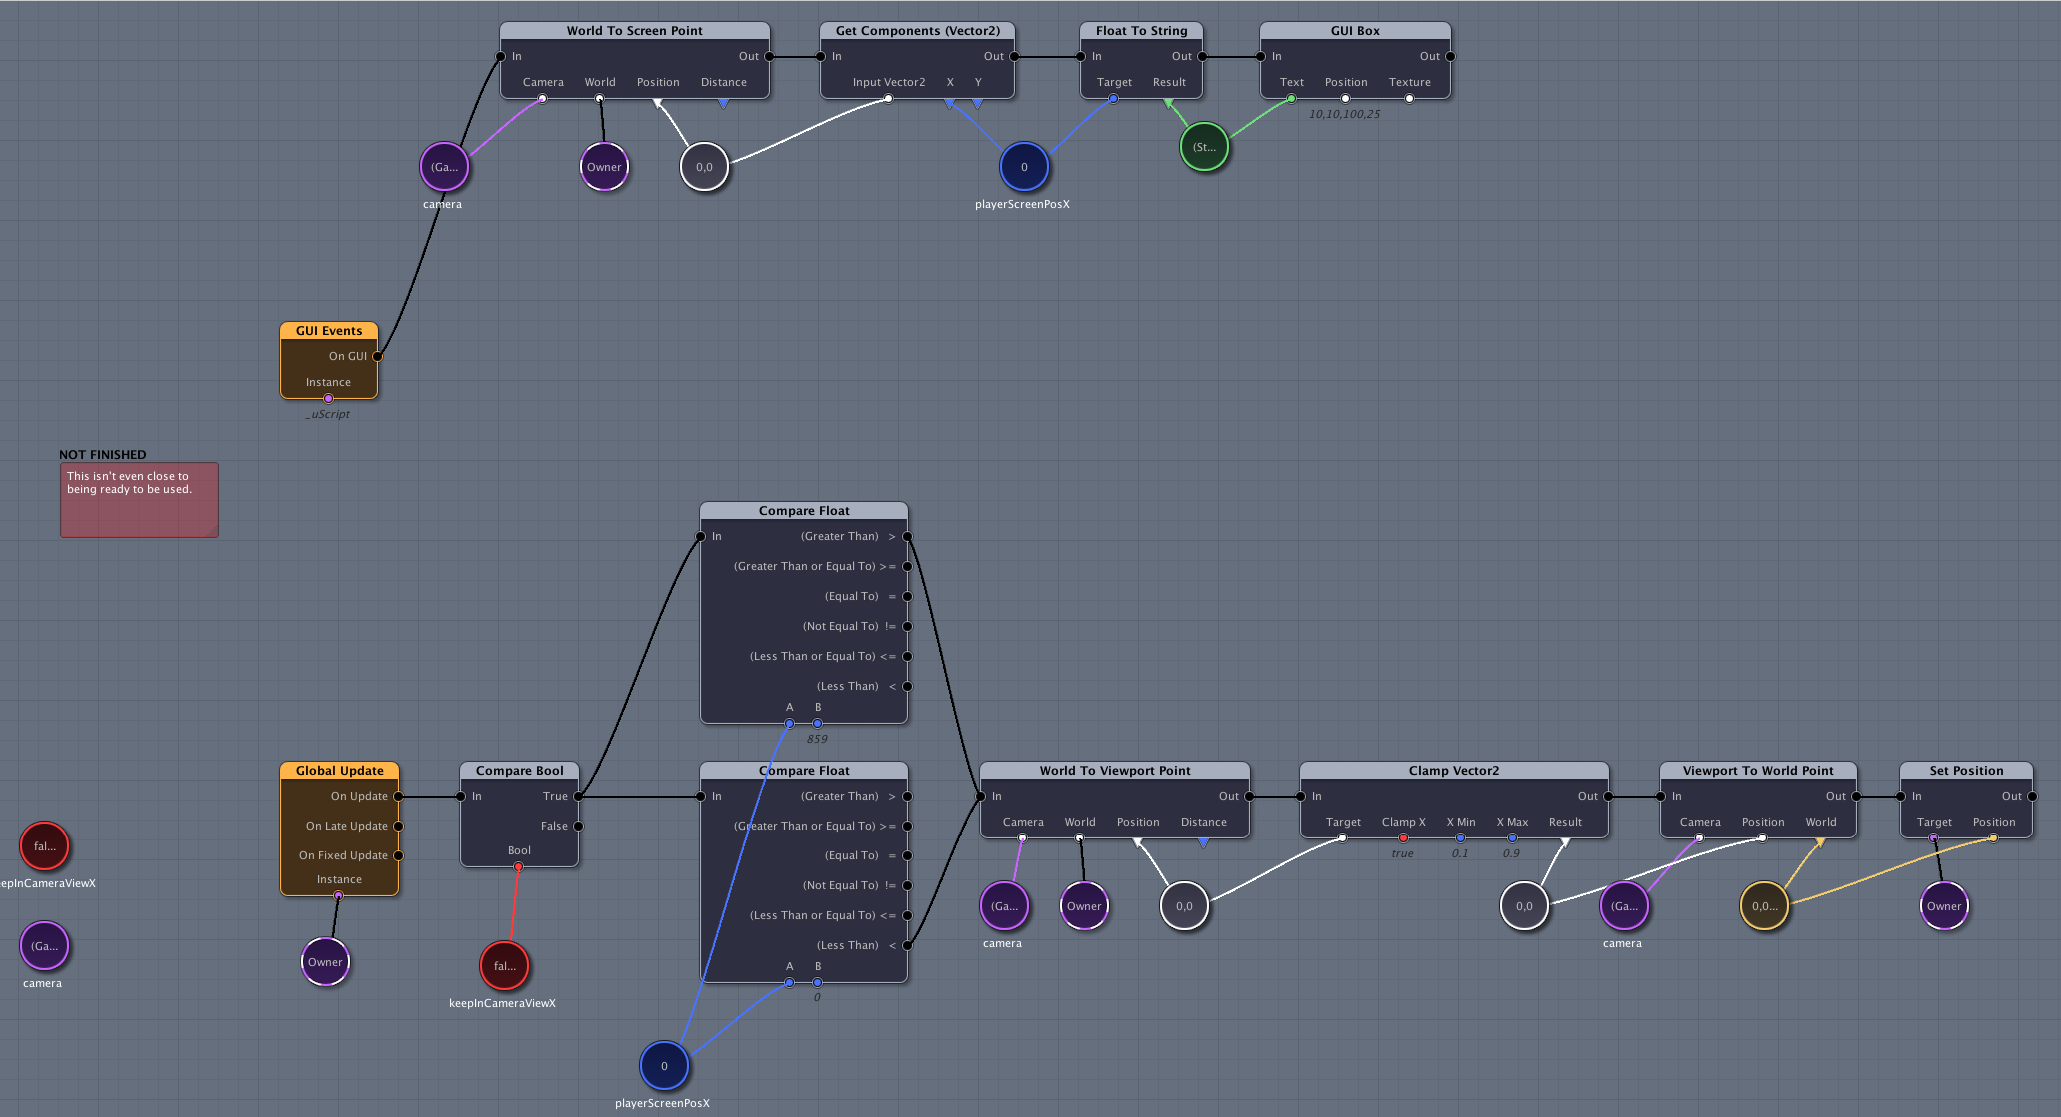 World To Screen Point
In Out
Camera World Position Distance
Get Components (Vector2)
In Out
Input Vector2 X Y
Float To String
In Out
Target Result
GUI Box
In Out
Text Position Texture
10,10,100,25
(Ga...
camera
Owner
0,0
0
playerScreenPosX
(St...
GUI Events
On GUI
Instance
_uScript
NOT FINISHED
This isn't even close to
being ready to be used.
Compare Float
In (Greater Than) >
(Greater Than or Equal To) >=
(Equal To) =
(Not Equal To) !=
(Less Than or Equal To) <=
(Less Than) <
A B
859
Global Update
On Update
On Late Update
On Fixed Update
Instance
Owner
Compare Bool
In True
False
Bool
fal...
keepInCameraViewX
Compare Float
In (Greater Than) >
(Greater Than or Equal To) >=
(Equal To) =
(Not Equal To) !=
(Less Than or Equal To) <=
(Less Than) <
A B
0
0
playerScreenPosX
World To Viewport Point
In Out
Camera World Position Distance
(Ga...
camera
Owner
0,0
Clamp Vector2
In Out
Target Clamp X X Min X Max Result
true 0.1 0.9
0,0
Viewport To World Point
In Out
Camera Position World
(Ga...
camera
0,0...
Set Position
In Out
Target Position
Owner
fal...
eepInCameraViewX
(Ga...
camera